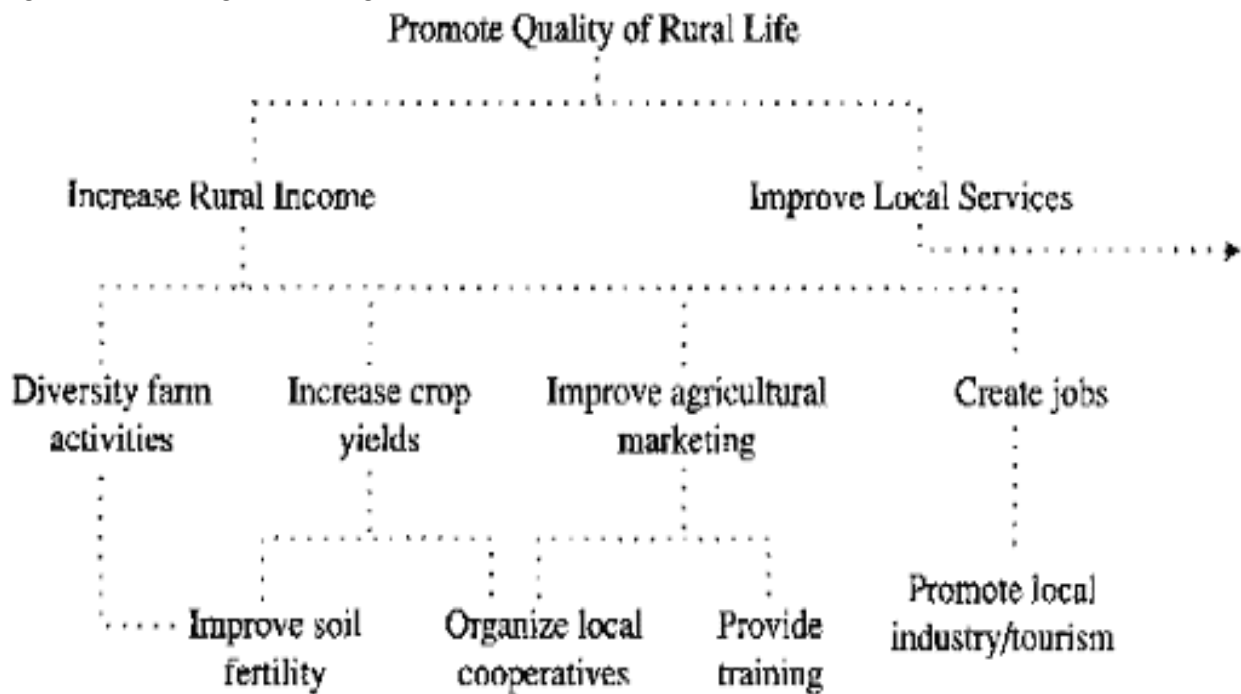 Promote Quality of Rural Life
Increase Rural Income
Improve Local Services
Diversity farm
activities
Increase crop
yields
Improve agricultural
marketing
Create jobs
Improve soil
fertility
Organize local
cooperatives
Provide
training
Promote local
industry/tourism